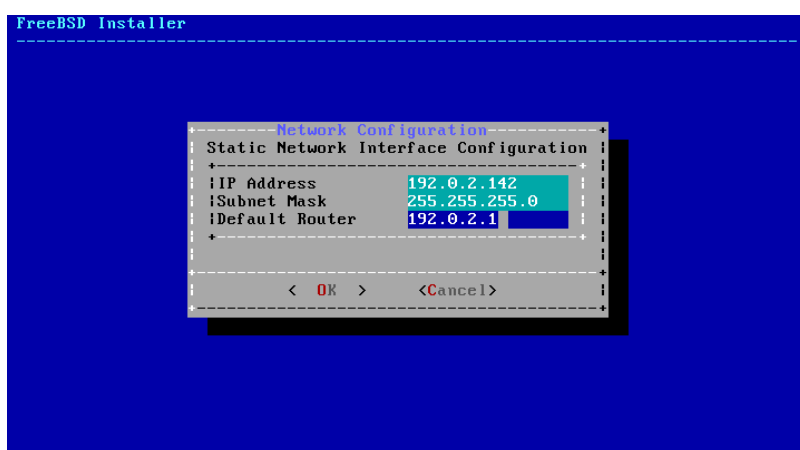 FreeBSD Installer
Network Configuration
Static Network Interface Configuration
IP Address 192.0.2.142
Subnet Mask 255.255.255.0
Default Router 192.0.2.1
< OK > <Cancel>